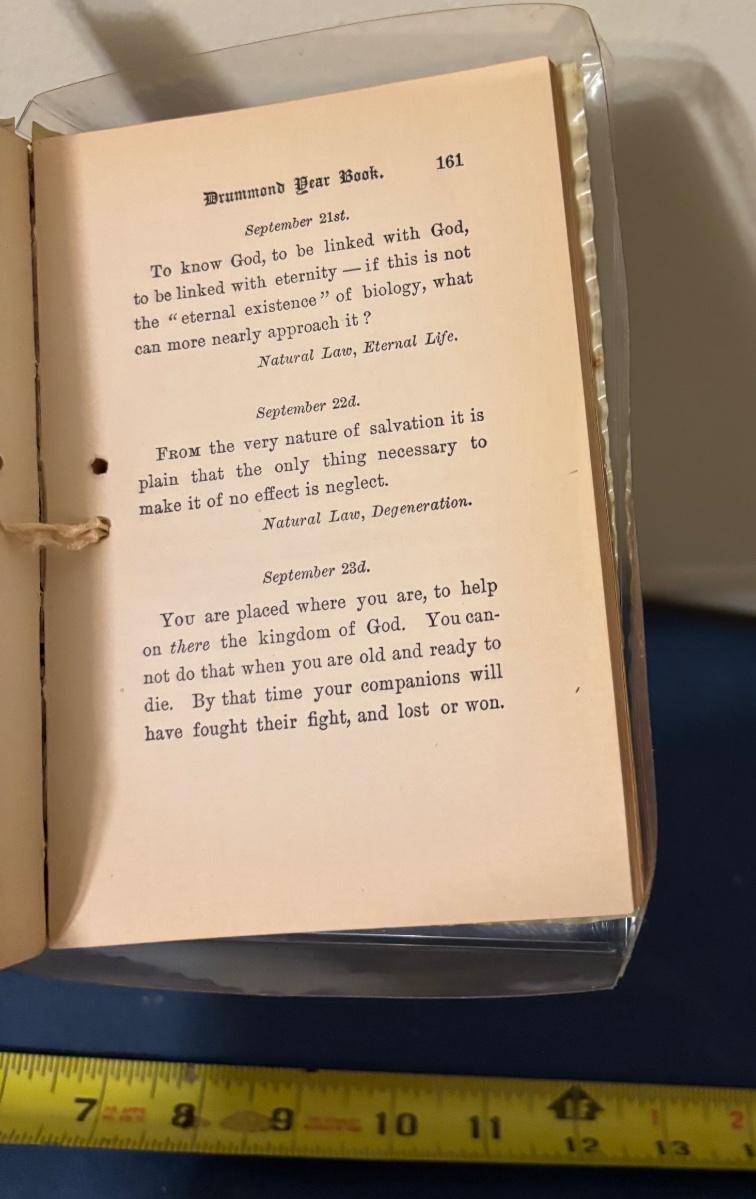 Drummond Year Book. 161
September 21st.
To know God, to be linked with God,
to be linked with eternity — if this is not
the “eternal existence” of biology, what
can more nearly approach it?
Natural Law, Eternal Life.
September 22d.
FROM the very nature of salvation it is
plain that the only thing necessary to
make it of no effect is neglect.
Natural Law, Degeneration.
September 23d.
YOU are placed where you are, to help
on there the kingdom of God. You can-
not do that when you are old and ready to
die. By that time your companions will
have fought their fight, and lost or won.
7 8 9 10 11 1F 1 2
12 13